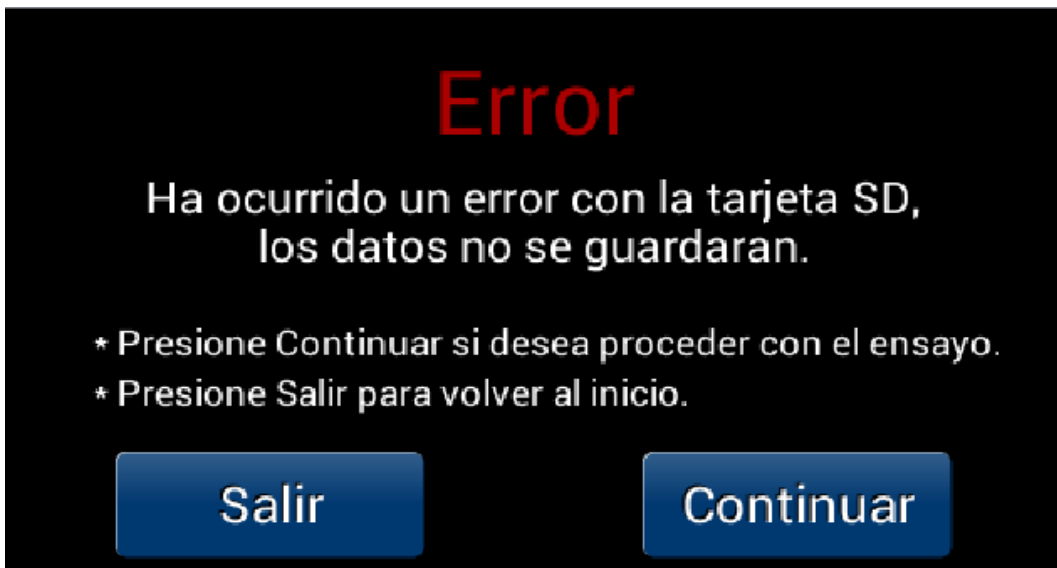 Error
Ha ocurrido un error con la tarjeta SD,
los datos no se guardaran.
* Presione Continuar si desea proceder con el ensayo.
* Presione Salir para volver al inicio.
Salir
Continuar